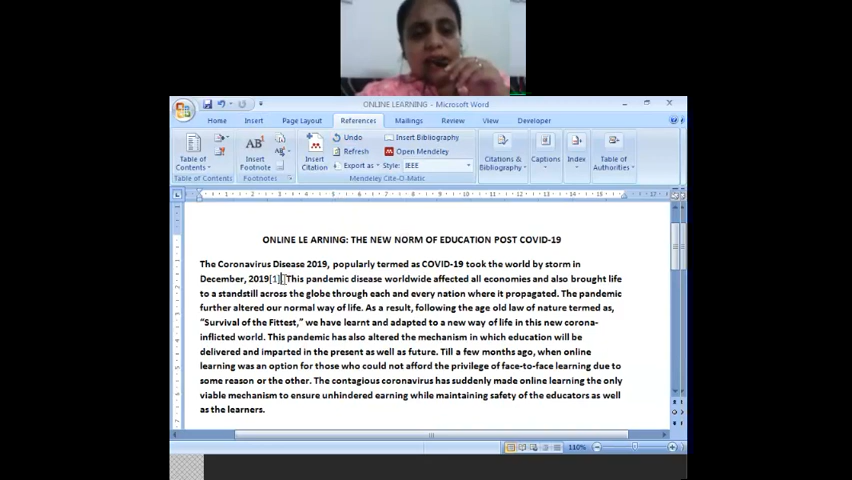 ONLINE LEARNING - Microsoft Word
Home Insert Page Layout References Mailings Review View Developer
Table of Contents
Insert Footnote
Insert Citation
Undo
Refresh
Export as
Insert Bibliography
Open Mendeley
Style: IEEE
Citations & Bibliography
Captions
Index
Table of Authorities
Table of Contents Footnotes Mendeley Cite-O-Matic
ONLINE LE ARNING: THE NEW NORM OF EDUCATION POST COVID-19
The Coronavirus Disease 2019, popularly termed as COVID-19 took the world by storm in
December, 2019[1] This pandemic disease worldwide affected all economies and also brought life
to a standstill across the globe through each and every nation where it propagated. The pandemic
further altered our normal way of life. As a result, following the age old law of nature termed as,
“Survival of the Fittest,” we have learnt and adapted to a new way of life in this new corona-
inflicted world. This pandemic has also altered the mechanism in which education will be
delivered and imparted in the present as well as future. Till a few months ago, when online
learning was an option for those who could not afford the privilege of face-to-face learning due to
some reason or the other. The contagious coronavirus has suddenly made online learning the only
viable mechanism to ensure unhindered earning while maintaining safety of the educators as well
as the learners.
110%